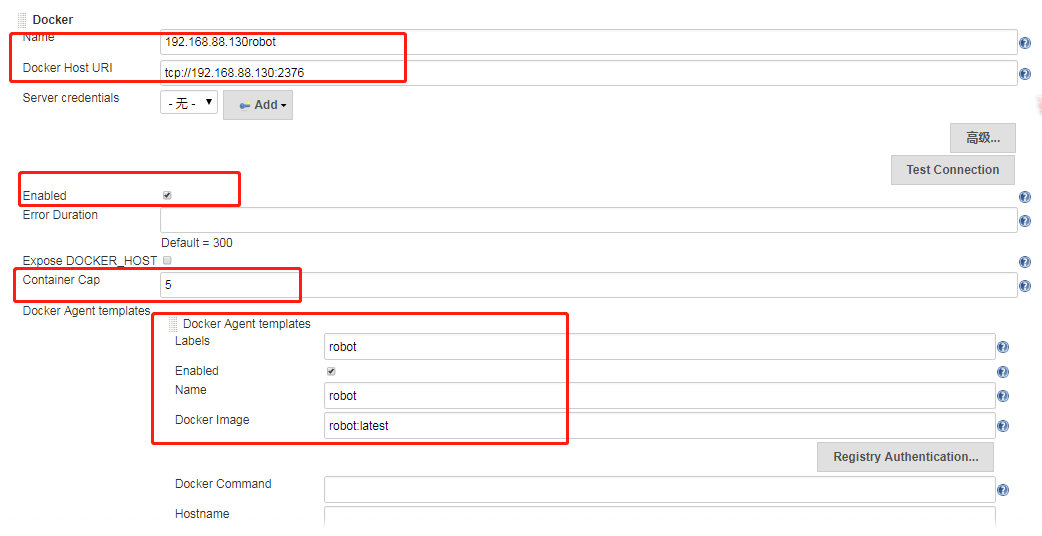 Docker
Name 192.168.88.130robot
Docker Host URI tcp://192.168.88.130:2376
Server credentials - 无 - Add
高级...
Test Connection
Enabled
Error Duration
Default = 300
Expose DOCKER_HOST
Container Cap 5
Docker Agent templates
Docker Agent templates
Labels robot
Enabled
Name robot
Docker Image robot:latest
Registry Authentication...
Docker Command
Hostname